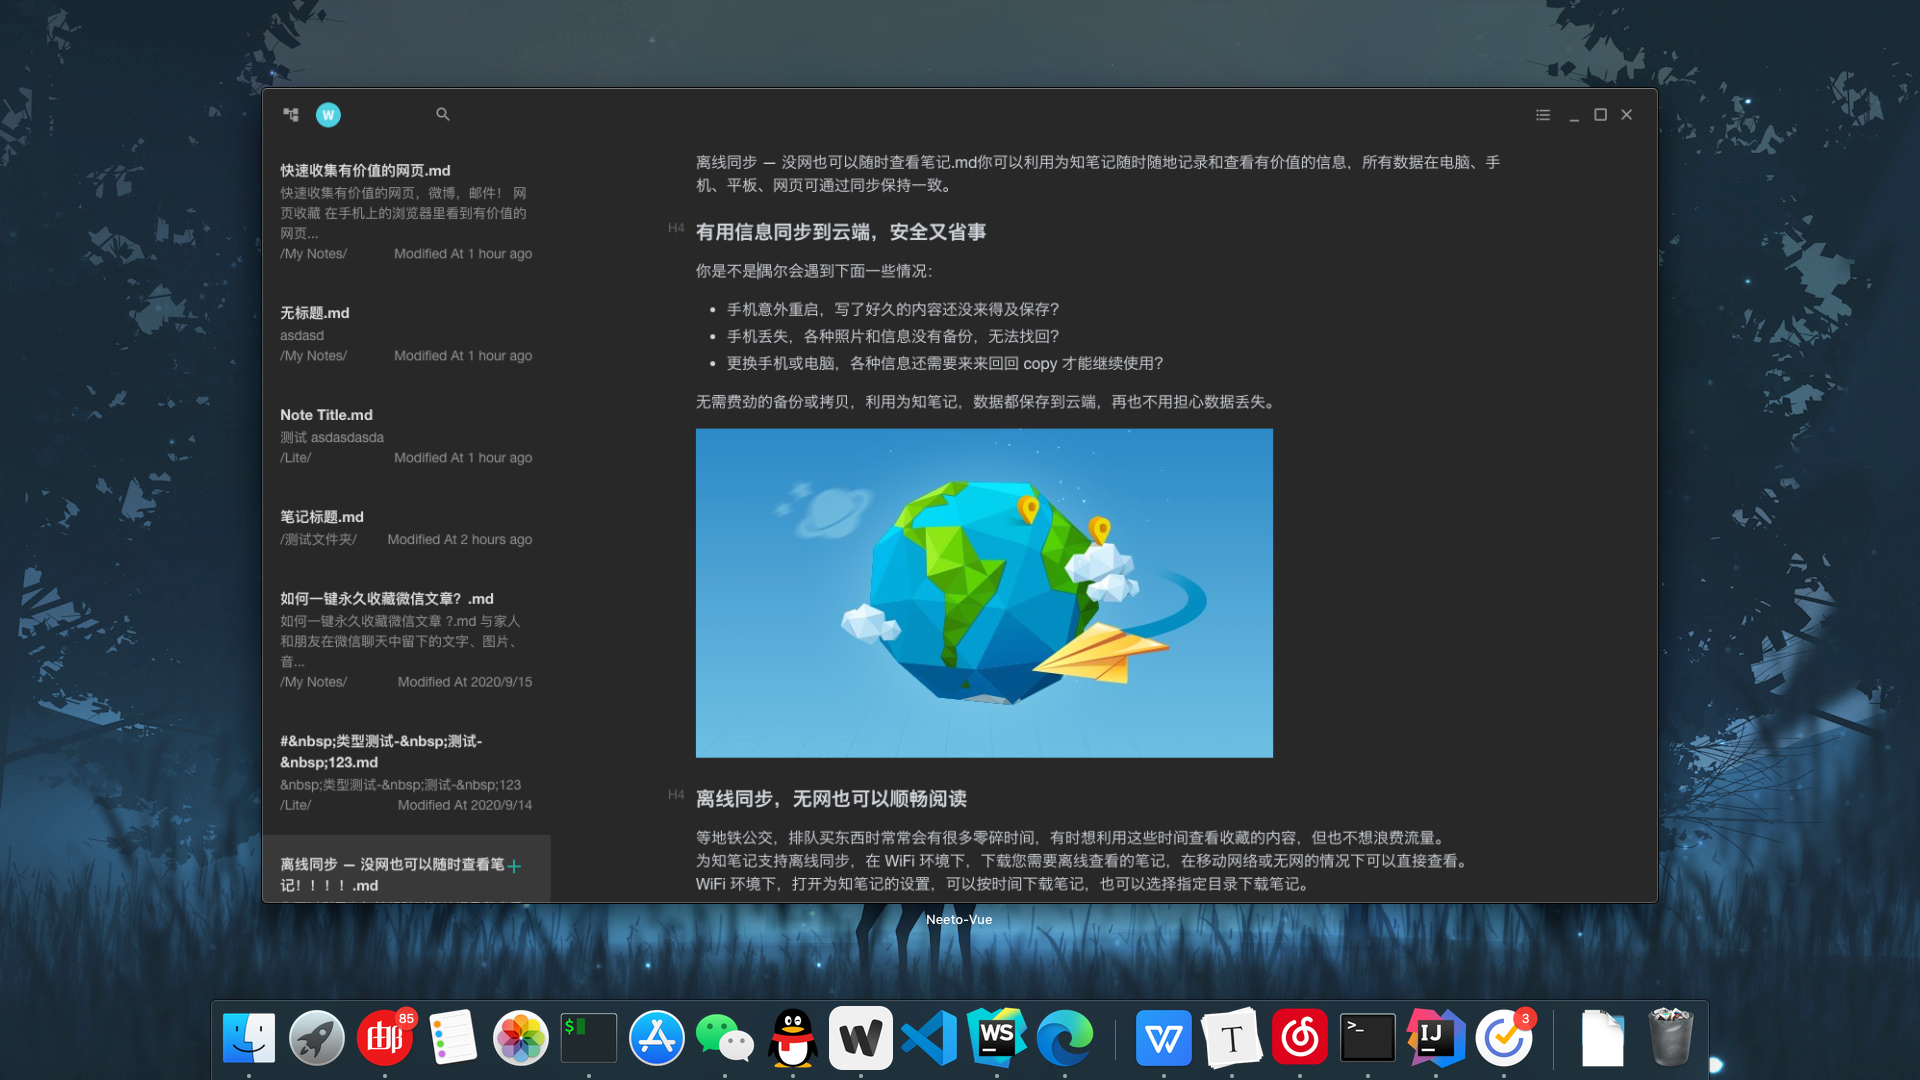 W
快速收集有价值的网页.md
快速收集有价值的网页，微博，邮件！ 网
页收藏 在手机上的浏览器里看到有价值的
网页...
/My Notes/ Modified At 1 hour ago
无标题.md
asdasd
/My Notes/ Modified At 1 hour ago
Note Title.md
测试 asdasdasda
/Lite/ Modified At 1 hour ago
笔记标题.md
/测试文件夹/ Modified At 2 hours ago
如何一键永久收藏微信文章？.md
如何一键永久收藏微信文章 ?.md 与家人
和朋友在微信聊天中留下的文字、图片、
音...
/My Notes/ Modified At 2020/9/15
#&nbsp;类型测试-&nbsp;测试-
&nbsp;123.md
&nbsp;类型测试-&nbsp;测试-&nbsp;123
/Lite/ Modified At 2020/9/14
离线同步 — 没网也可以随时查看笔
记！！！！.md
离线同步 — 没网也可以随时查看笔记.md你可以利用为知笔记随时随地记录和查看有价值的信息，所有数据在电脑、手
机、平板、网页可通过同步保持一致。
H4 有用信息同步到云端，安全又省事
你是不是偶尔会遇到下面一些情况：
• 手机意外重启，写了好久的内容还没来得及保存？
• 手机丢失，各种照片和信息没有备份，无法找回？
• 更换手机或电脑，各种信息还需要来来回回 copy 才能继续使用？
无需费劲的备份或拷贝，利用为知笔记，数据都保存到云端，再也不用担心数据丢失。
H4 离线同步，无网也可以顺畅阅读
等地铁公交，排队买东西时常常会有很多零碎时间，有时想利用这些时间查看收藏的内容，但也不想浪费流量。
为知笔记支持离线同步，在 WiFi 环境下，下载您需要离线查看的笔记，在移动网络或无网的情况下可以直接查看。
WiFi 环境下，打开为知笔记的设置，可以按时间下载笔记，也可以选择指定目录下载笔记。
Neeto-Vue
邮 85
$
W
WS
W
T
>_
IJ
3